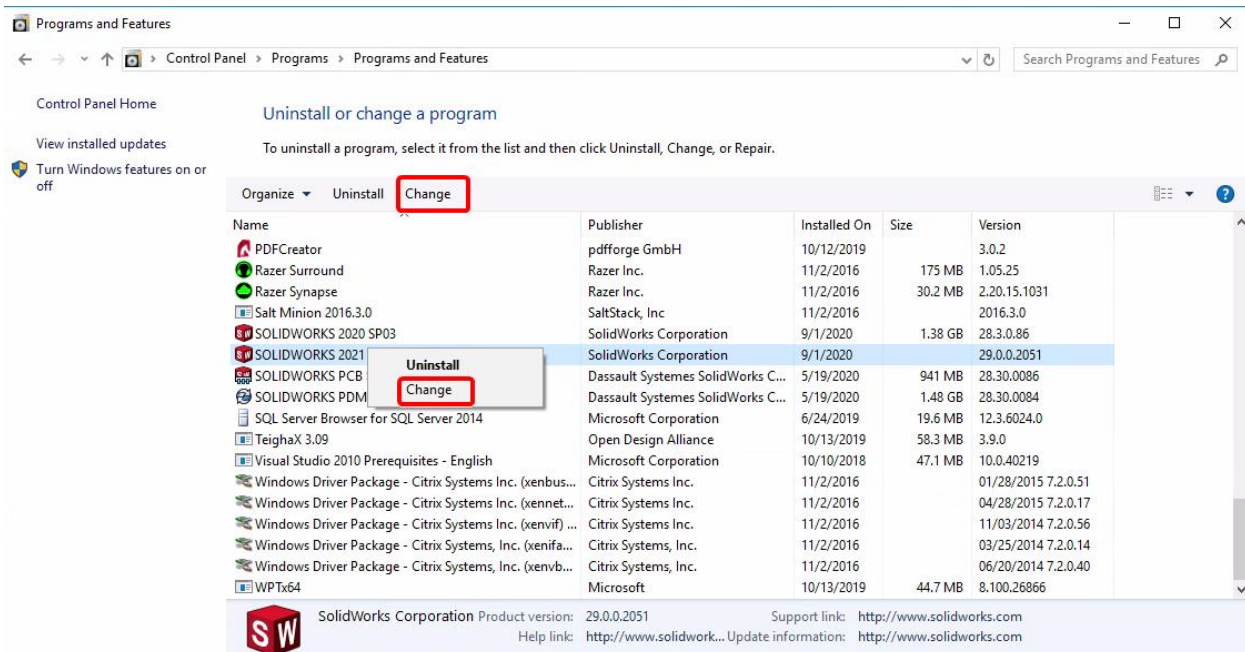 Programs and Features
Control Panel > Programs > Programs and Features
Search Programs and Features
Control Panel Home
View installed updates
Turn Windows features on or
off
Uninstall or change a program
To uninstall a program, select it from the list and then click Uninstall, Change, or Repair.
Organize Uninstall Change
Name Publisher Installed On Size Version
PDFCreator pdfforge GmbH 10/12/2019 3.0.2
Razer Surround Razer Inc. 11/2/2016 175 MB 1.05.25
Razer Synapse Razer Inc. 11/2/2016 30.2 MB 2.20.15.1031
Salt Minion 2016.3.0 SaltStack, Inc 11/2/2016 2016.3.0
SOLIDWORKS 2020 SP03 SolidWorks Corporation 9/1/2020 1.38 GB 28.3.0.86
SOLIDWORKS 2021 SolidWorks Corporation 9/1/2020 29.0.0.2051
SOLIDWORKS PCB Dassault Systemes SolidWorks C... 5/19/2020 941 MB 28.30.0086
SOLIDWORKS PDM Dassault Systemes SolidWorks C... 5/19/2020 1.48 GB 28.30.0084
Uninstall
Change
SQL Server Browser for SQL Server 2014 Microsoft Corporation 6/24/2019 19.6 MB 12.3.6024.0
TeighaX 3.09 Open Design Alliance 10/13/2019 58.3 MB 3.9.0
Visual Studio 2010 Prerequisites - English Microsoft Corporation 10/10/2018 47.1 MB 10.0.40219
Windows Driver Package - Citrix Systems Inc. (xenbus... Citrix Systems Inc. 11/2/2016 01/28/2015 7.2.0.51
Windows Driver Package - Citrix Systems Inc. (xennet... Citrix Systems Inc. 11/2/2016 04/28/2015 7.2.0.17
Windows Driver Package - Citrix Systems Inc. (xenvif) ... Citrix Systems Inc. 11/2/2016 11/03/2014 7.2.0.56
Windows Driver Package - Citrix Systems, Inc. (xenifa... Citrix Systems, Inc. 11/2/2016 03/25/2014 7.2.0.14
Windows Driver Package - Citrix Systems, Inc. (xenvb... Citrix Systems, Inc. 11/2/2016 06/20/2014 7.2.0.40
WPTx64 Microsoft 10/13/2019 44.7 MB 8.100.26866
SW
SolidWorks Corporation Product version: 29.0.0.2051 Support link: http://www.solidworks.com
Help link: http://www.solidwork... Update information: http://www.solidworks.com